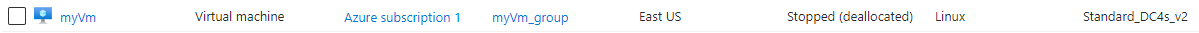 myVm Virtual machine Azure subscription 1 myVm_group East US Stopped (deallocated) Linux Standard_DC4s_v2